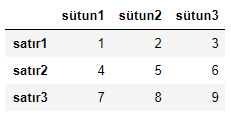 sütun1 sütun2 sütun3
satır1 1 2 3
satır2 4 5 6
satır3 7 8 9